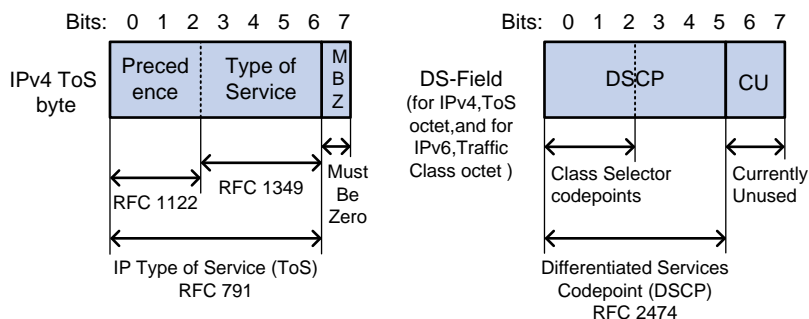 Bits: 0 1 2 3 4 5 6 7
IPv4 ToS
byte
Preced
ence
Type of
Service
M
B
Z
RFC 1122
RFC 1349
Must
Be
Zero
IP Type of Service (ToS)
RFC 791
Bits: 0 1 2 3 4 5 6 7
DS-Field
(for IPv4,ToS
octet,and for
IPv6,Traffic
Class octet )
DSCP
CU
Class Selector
codepoints
Currently
Unused
Differentiated Services
Codepoint (DSCP)
RFC 2474